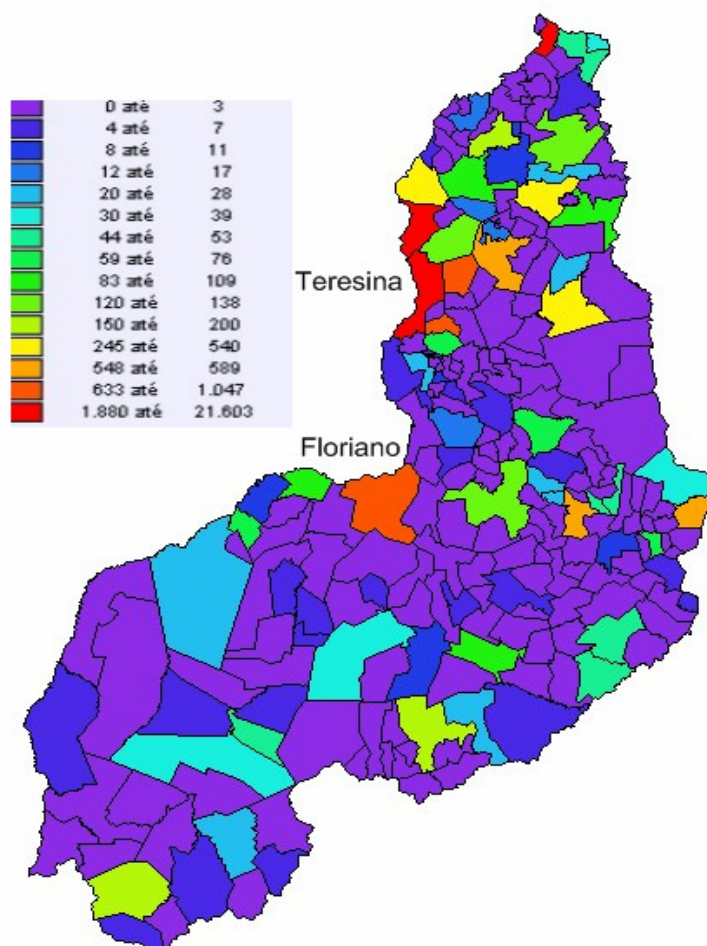 0 até 3
4 até 7
8 até 11
12 até 17
20 até 28
30 até 39
44 até 53
59 até 76
83 até 109
120 até 138
150 até 200
245 até 540
548 até 589
633 até 1.047
1.880 até 21.603
Teresina
Floriano